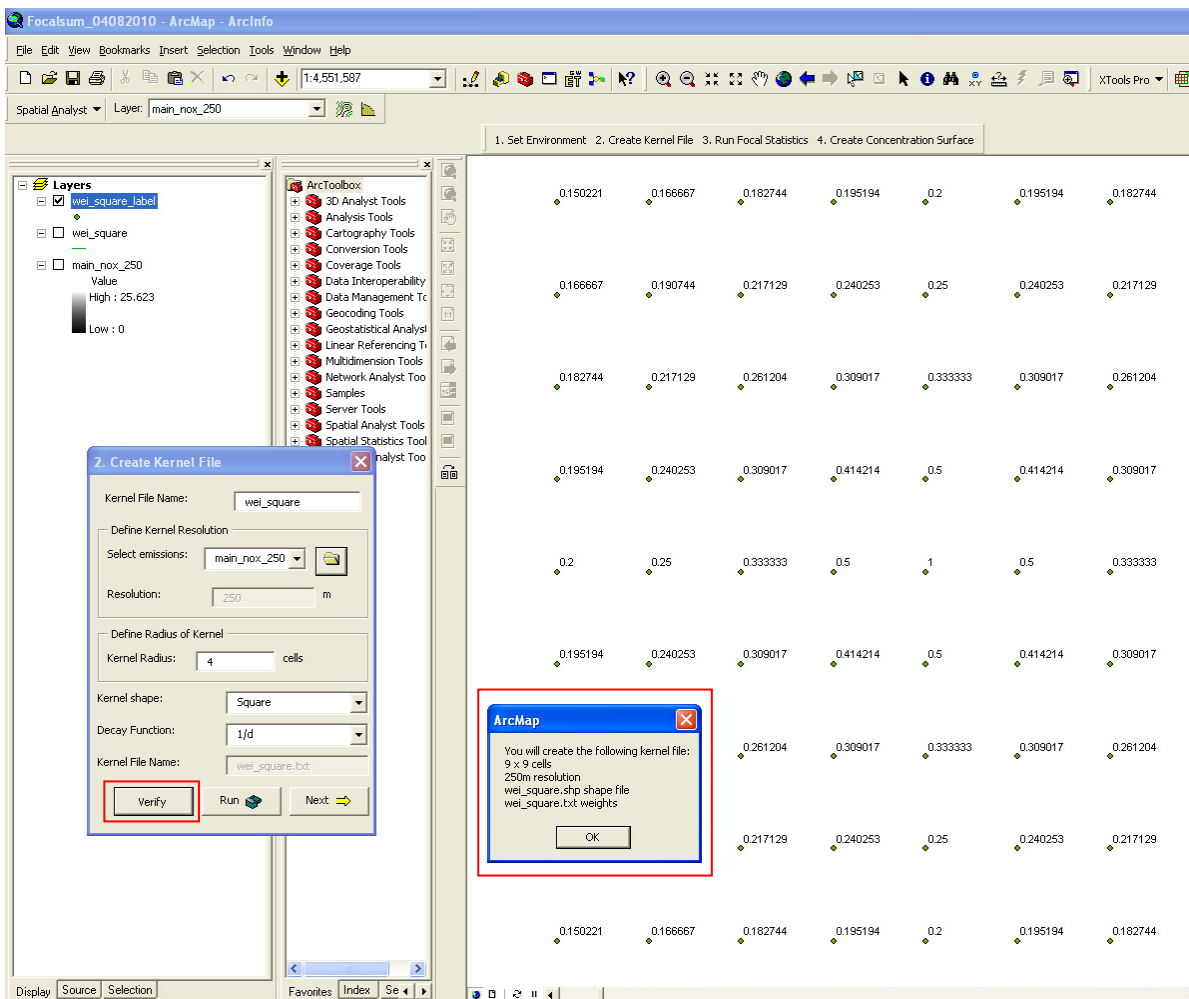 Focalsum_04082010 - ArcMap - ArcInfo
File Edit View Bookmarks Insert Selection Tools Window Help
1:4,551,587
XTools Pro
Spatial Analyst
Layer: main_nox_250
1. Set Environment 2. Create Kernel File 3. Run Focal Statistics 4. Create Concentration Surface
Layers
wei_square_label
wei_square
main_nox_250
Value
High : 25.623
Low : 0
ArcToolbox
3D Analyst Tools
Analysis Tools
Cartography Tools
Conversion Tools
Coverage Tools
Data Interoperability
Data Management To
Geocoding Tools
Geostatistical Analyst
Linear Referencing To
Multidimension Tools
Network Analyst Too
Samples
Server Tools
Spatial Analyst Tools
Spatial Statistics Tool
nalyst Too
2. Create Kernel File
Kernel File Name: wei_square
Define Kernel Resolution
Select emissions: main_nox_250
Resolution: 250 m
Define Radius of Kernel
Kernel Radius: 4 cells
Kernel shape: Square
Decay Function: 1/d
Kernel File Name: wei_square.txt
Verify Run Next
0.150221 0.166667 0.182744 0.195194 0.2 0.195194 0.182744
0.166667 0.190744 0.217129 0.240253 0.25 0.240253 0.217129
0.182744 0.217129 0.261204 0.309017 0.333333 0.309017 0.261204
0.195194 0.240253 0.309017 0.414214 0.5 0.414214 0.309017
0.2 0.25 0.333333 0.5 1 0.5 0.333333
0.195194 0.240253 0.309017 0.414214 0.5 0.414214 0.309017
0.261204 0.309017 0.333333 0.309017 0.261204
0.217129 0.240253 0.25 0.240253 0.217129
0.150221 0.166667 0.182744 0.195194 0.2 0.195194 0.182744
ArcMap
You will create the following kernel file:
9 x 9 cells
250m resolution
wei_square.shp shape file
wei_square.txt weights
OK
Display Source Selection
Favorites Index Se